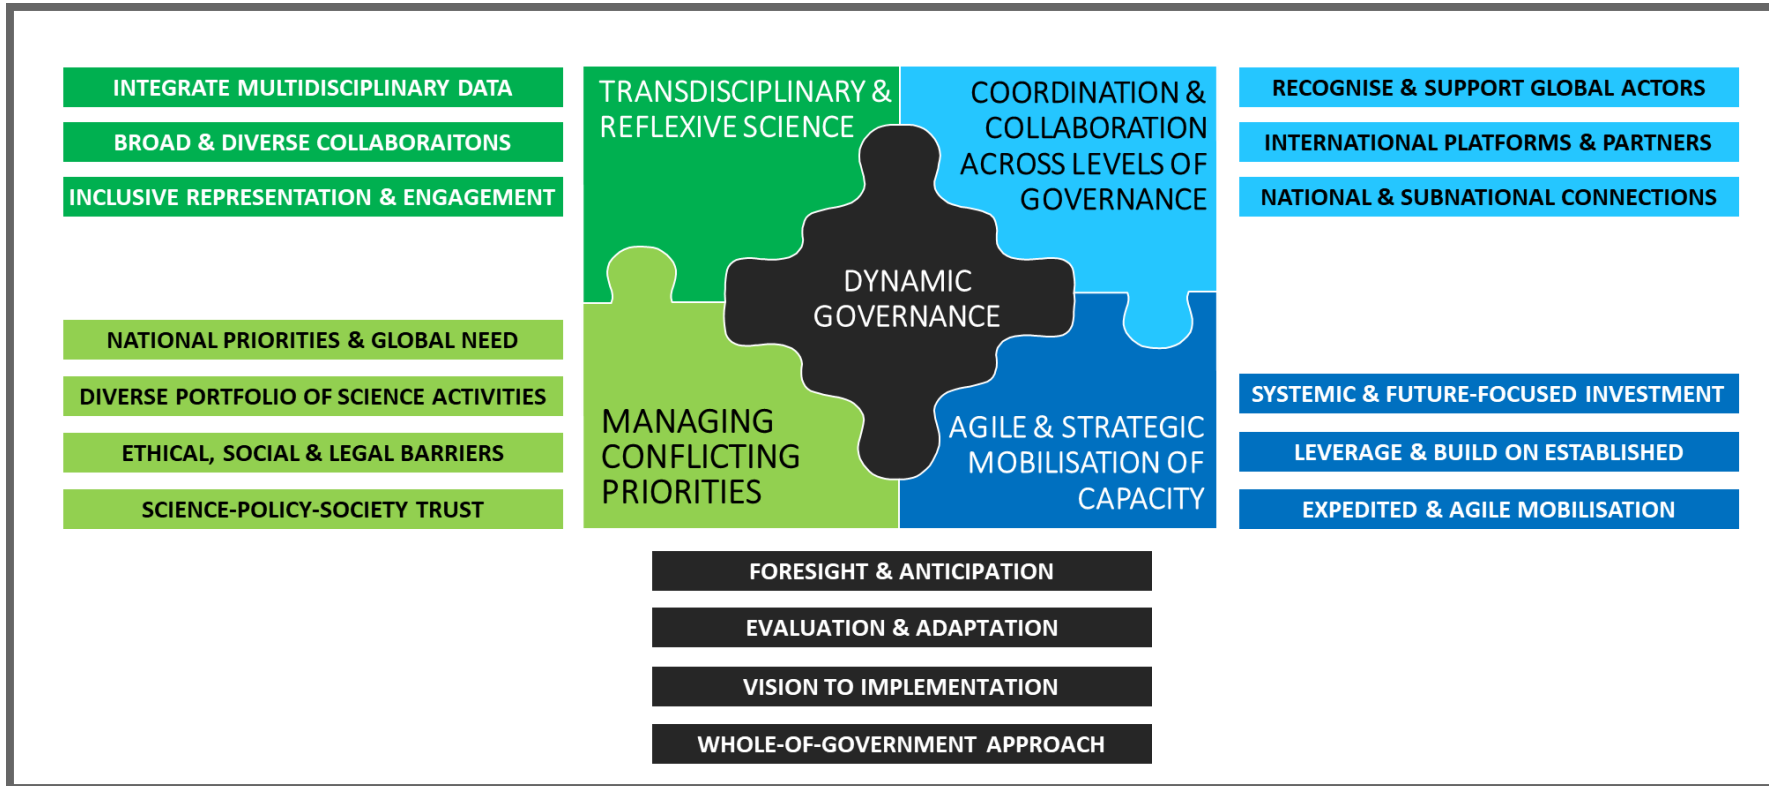 INTEGRATE MULTIDISCIPLINARY DATA
BROAD & DIVERSE COLLABORAITONS
INCLUSIVE REPRESENTATION & ENGAGEMENT
TRANSDISCIPLINARY &
REFLEXIVE SCIENCE
COORDINATION &
COLLABORATION
ACROSS LEVELS OF
GOVERNANCE
RECOGNISE & SUPPORT GLOBAL ACTORS
INTERNATIONAL PLATFORMS & PARTNERS
NATIONAL & SUBNATIONAL CONNECTIONS
DYNAMIC
GOVERNANCE
NATIONAL PRIORITIES & GLOBAL NEED
DIVERSE PORTFOLIO OF SCIENCE ACTIVITIES
ETHICAL, SOCIAL & LEGAL BARRIERS
SCIENCE-POLICY-SOCIETY TRUST
MANAGING
CONFLICTING
PRIORITIES
AGILE & STRATEGIC
MOBILISATION OF
CAPACITY
SYSTEMIC & FUTURE-FOCUSED INVESTMENT
LEVERAGE & BUILD ON ESTABLISHED
EXPEDITED & AGILE MOBILISATION
FORESIGHT & ANTICIPATION
EVALUATION & ADAPTATION
VISION TO IMPLEMENTATION
WHOLE-OF-GOVERNMENT APPROACH